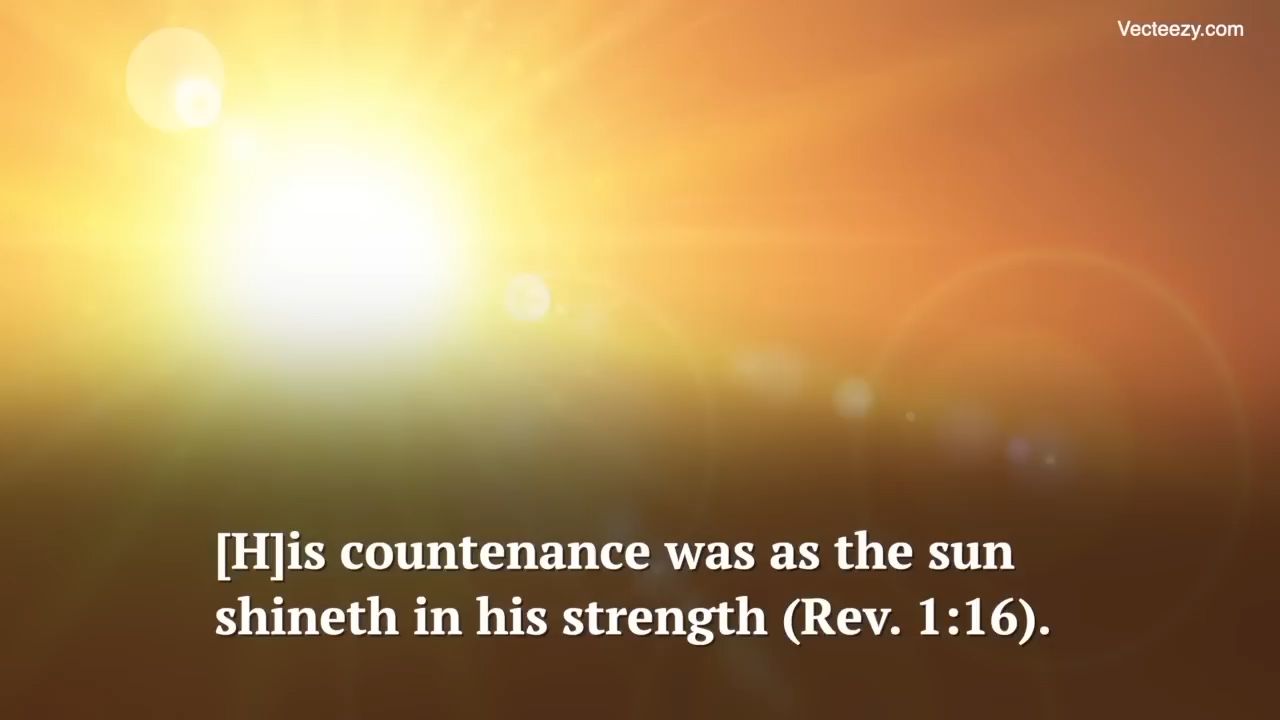 Vecteezy.com
[H]is countenance was as the sun
shineth in his strength (Rev. 1:16).